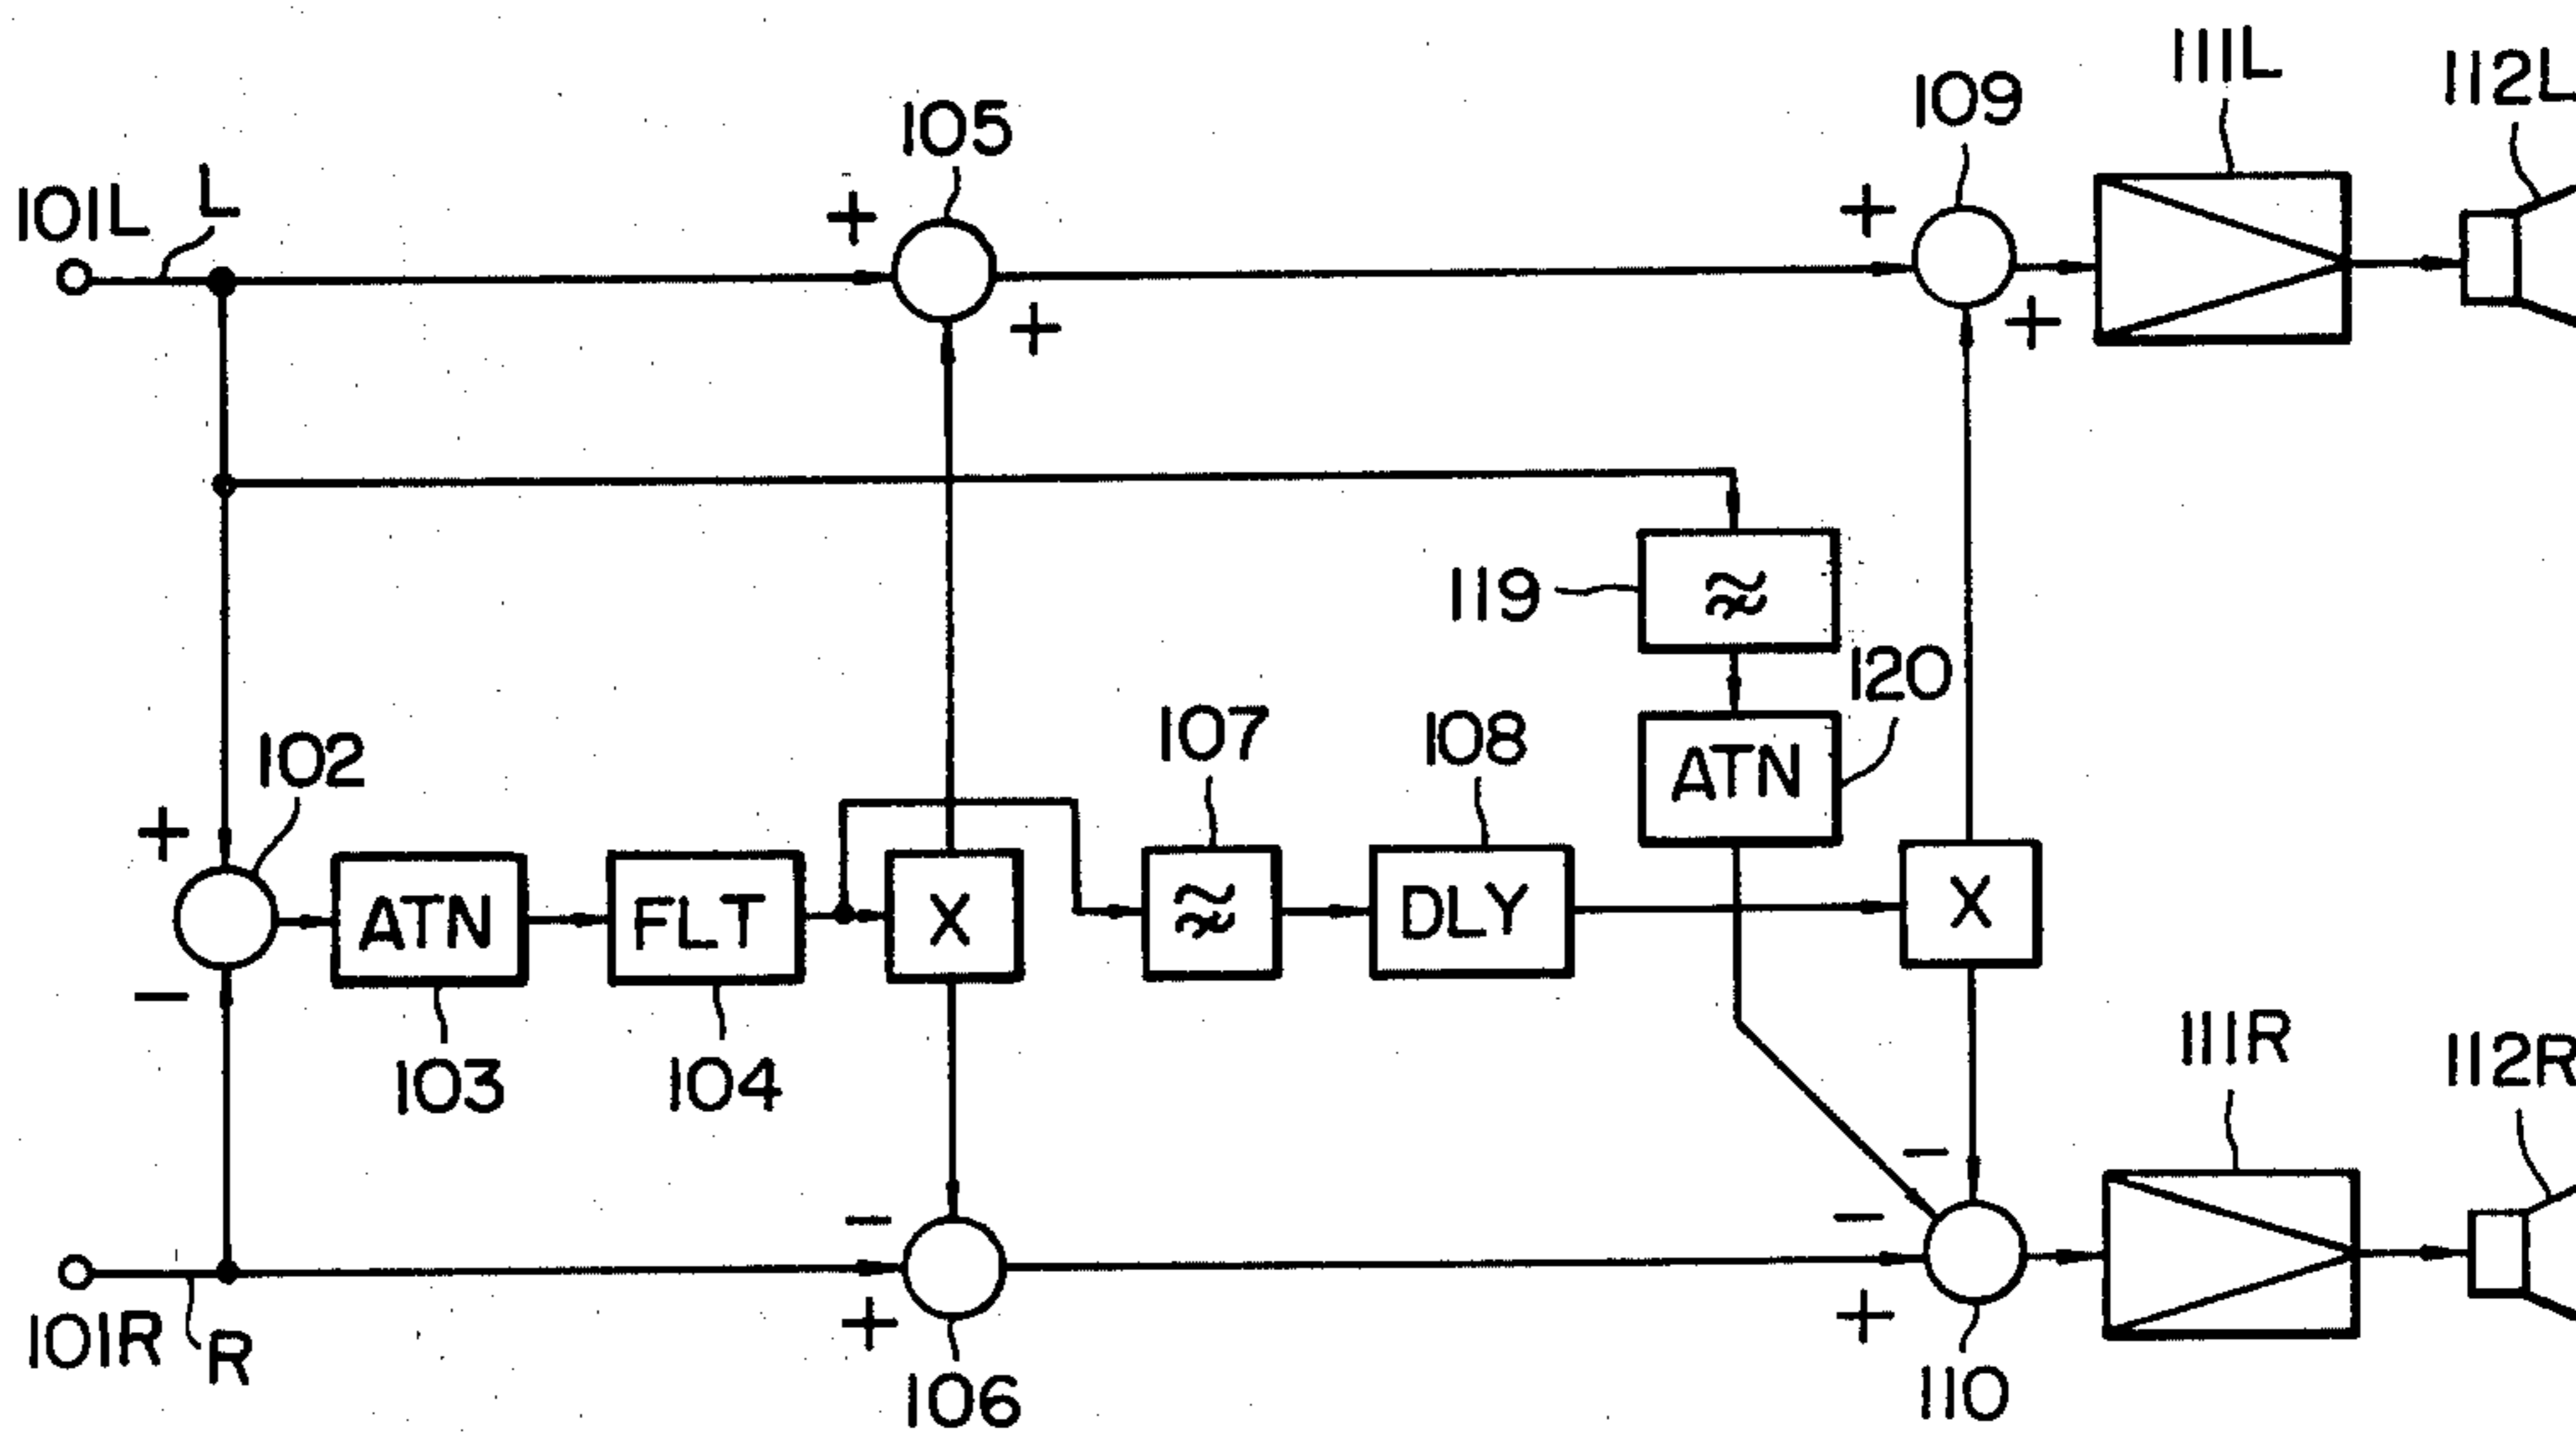 111L
112L
109
105
101L
L
+
+
+
+
119
≈
120
ATN
107
108
102
+
ATN
FLT
X
≈
DLY
X
−
103
104
111R
112R
−
−
−
+
+
101R
R
106
110